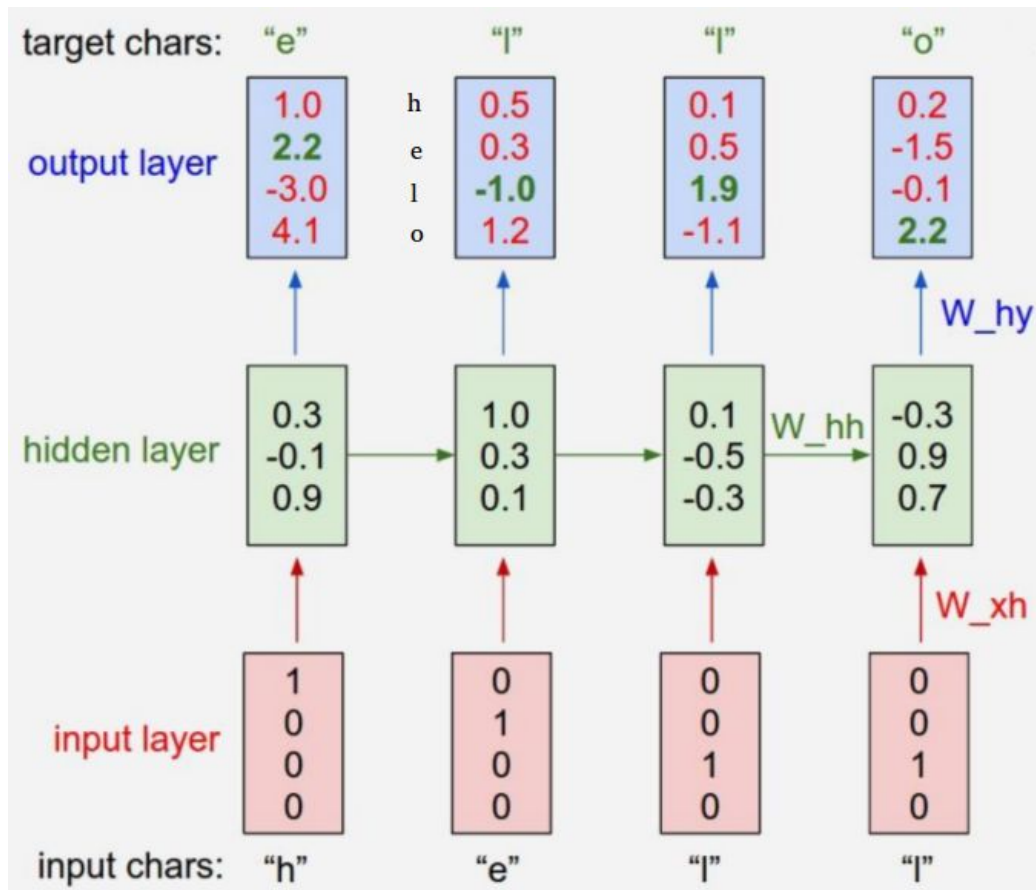 target chars: “e” “l” “l” “o”
1.0 h 0.5 0.1 0.2
output layer 2.2 e 0.3 0.5 -1.5
-3.0 l -1.0 1.9 -0.1
4.1 o 1.2 -1.1 2.2
W_hy
0.3 1.0 0.1 W_hh -0.3
hidden layer -0.1 0.3 -0.5 0.9
0.9 0.1 -0.3 0.7
W_xh
1 0 0 0
input layer 0 1 0 0
0 0 1 1
0 0 0 0
input chars: “h” “e” “l” “l”